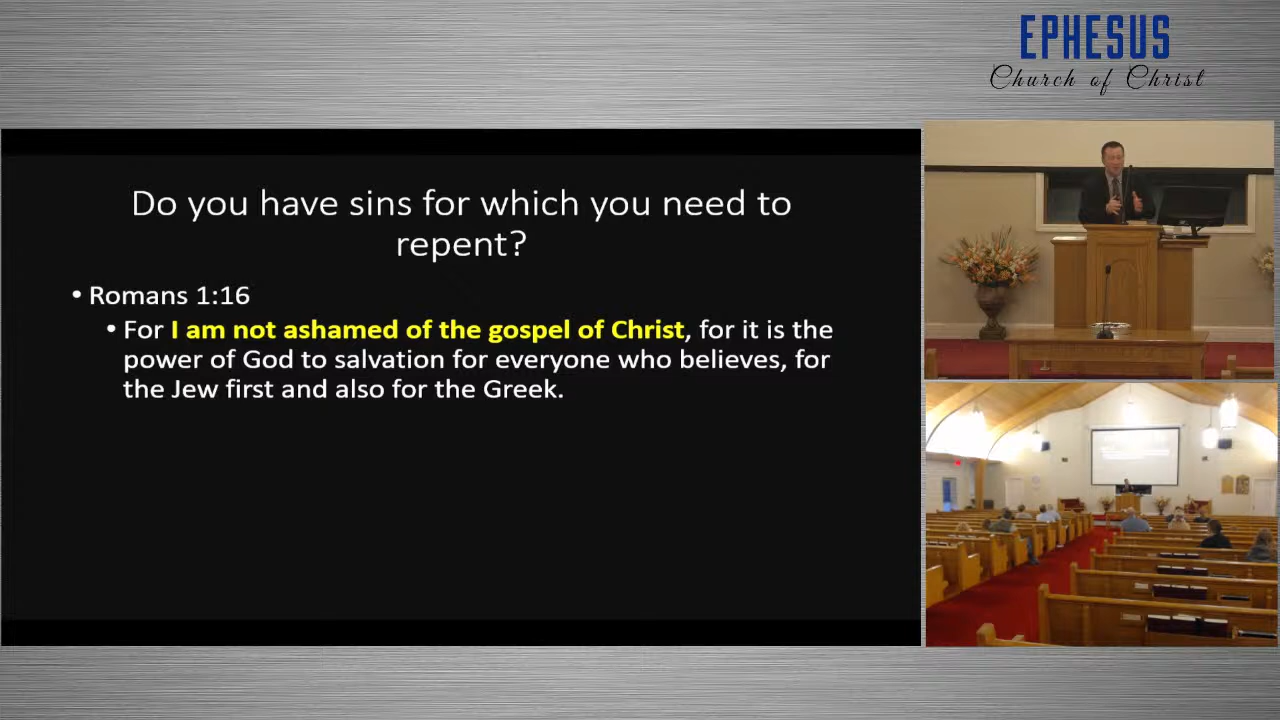 EPHESUS
Church of Christ
Do you have sins for which you need to
repent?
• Romans 1:16
• For I am not ashamed of the gospel of Christ, for it is the
power of God to salvation for everyone who believes, for
the Jew first and also for the Greek.